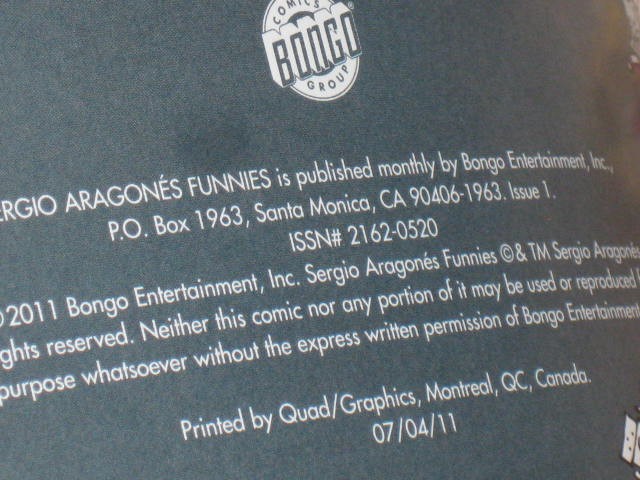 COMICS
BONGO
GROUP
ERGIO ARAGONÉS FUNNIES is published monthly by Bongo Entertainment, Inc.,
P.O. Box 1963, Santa Monica, CA 90406-1963. Issue 1.
ISSN# 2162-0520
©2011 Bongo Entertainment, Inc. Sergio Aragonés Funnies ©& TM Sergio Aragonés
ghts reserved. Neither this comic nor any portion of it may be used or reproduced
purpose whatsoever without the express written permission of Bongo Entertainment
Printed by Quad/Graphics, Montreal, QC, Canada.
07/04/11